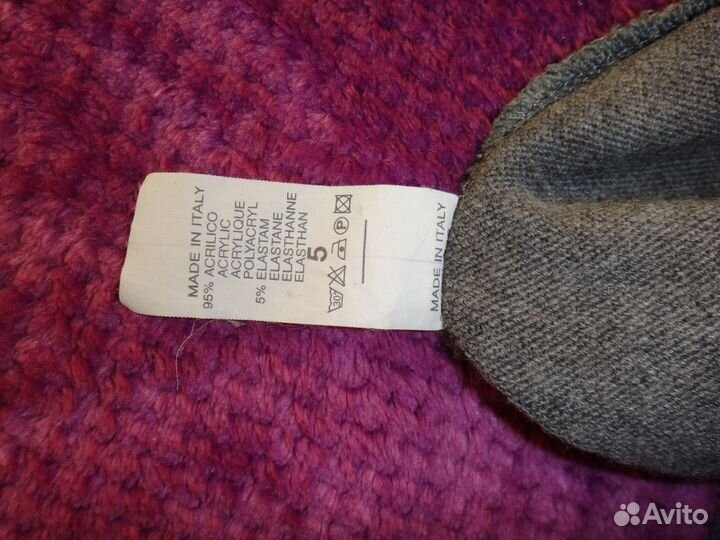 MADE IN ITALY
95% ACRILICO
ACRYLIC
ACRYLIQUE
POLYACRYL
5% ELASTAM
ELASTANE
ELASTHANNE
ELASTHAN
5
30°
P
MADE IN ITALY
Avito